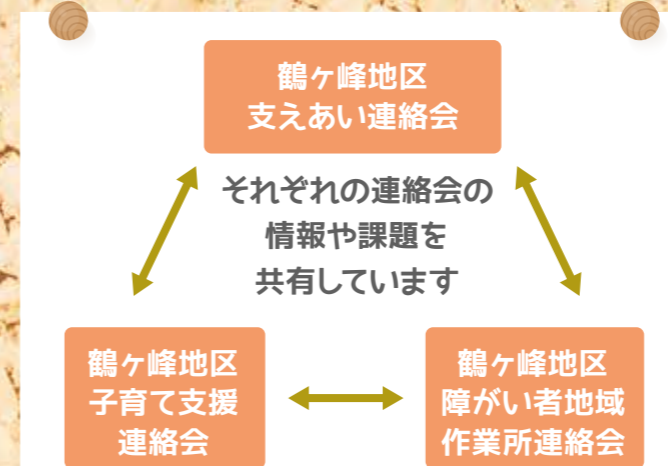 鶴ヶ峰地区
支えあい連絡会
それぞれの連絡会の
情報や課題を
共有しています
鶴ヶ峰地区
子育て支援
連絡会
鶴ヶ峰地区
障がい者地域
作業所連絡会